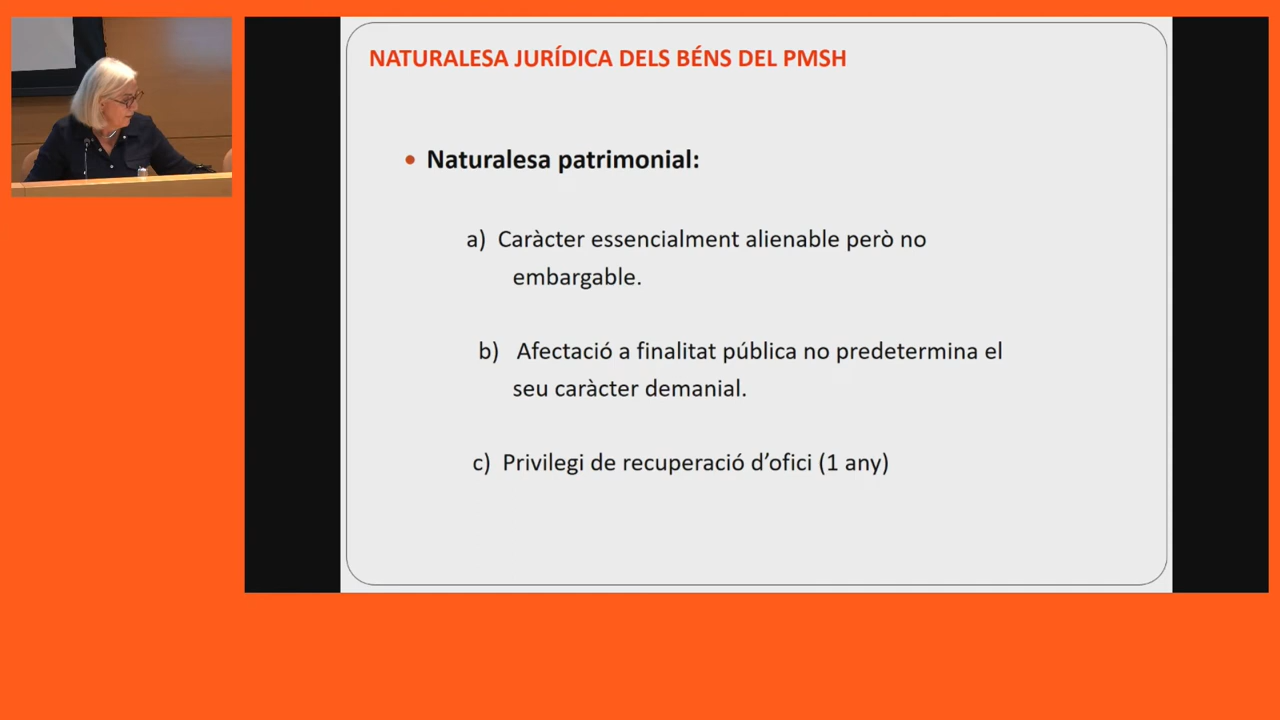 NATURALESA JURÍDICA DELS BÉNS DEL PMSH
• Naturalesa patrimonial:
a) Caràcter essencialment alienable però no
embargable.
b) Afectació a finalitat pública no predetermina el
seu caràcter demanial.
c) Privilegi de recuperació d’ofici (1 any)